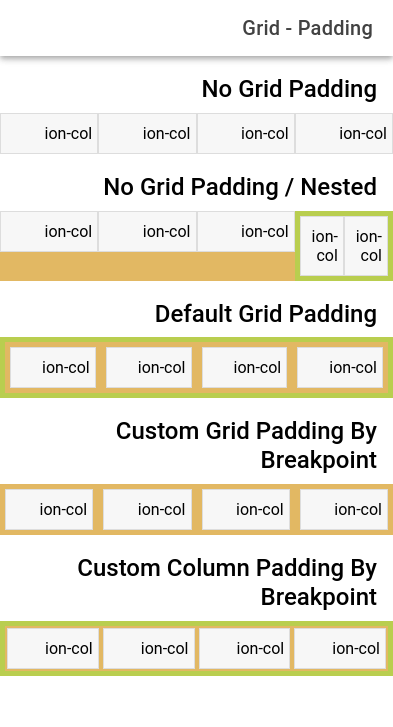 Grid - Padding
No Grid Padding
ion-col ion-col ion-col ion-col
No Grid Padding / Nested
ion-col ion-col ion-col ion-col ion-col
Default Grid Padding
ion-col ion-col ion-col ion-col
Custom Grid Padding By
Breakpoint
ion-col ion-col ion-col ion-col
Custom Column Padding By
Breakpoint
ion-col ion-col ion-col ion-col